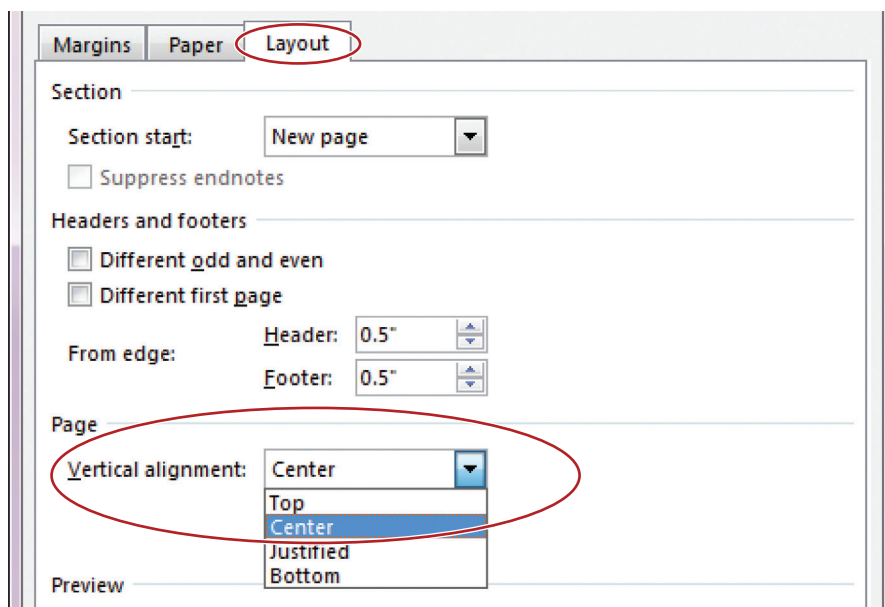 Margins Paper Layout
Section
Section start: New page
Suppress endnotes
Headers and footers
Different odd and even
Different first page
From edge:
Header: 0.5"
Footer: 0.5"
Page
Vertical alignment: Center
Top
Center
Justified
Bottom
Preview